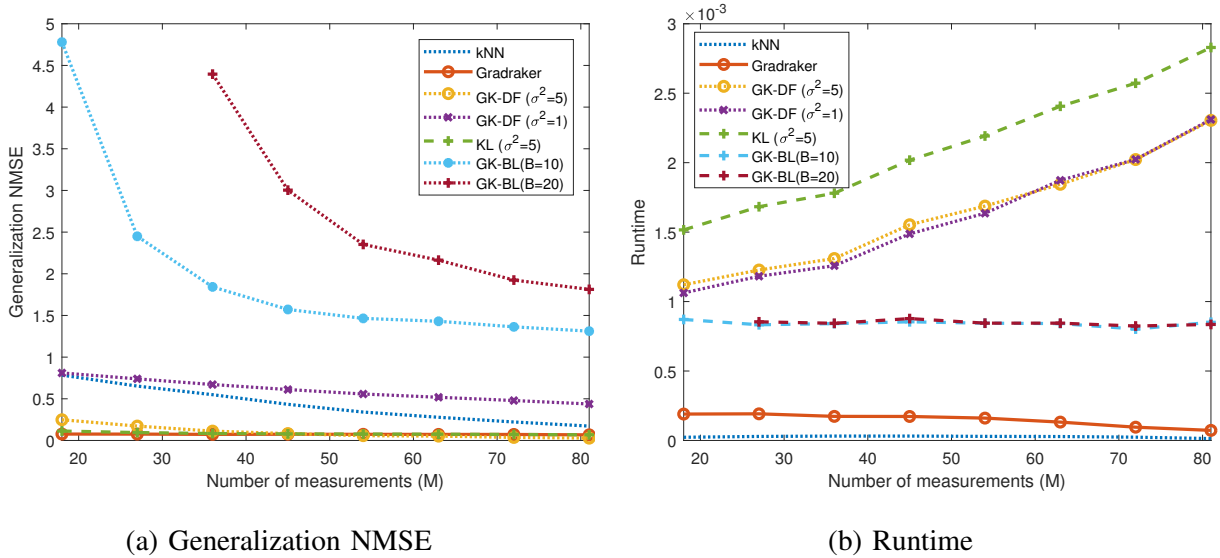 5
4.5
4
3.5
3
2.5
2
1.5
1
0.5
0
20 30 40 50 60 70 80
Generalization NMSE
Number of measurements (M)
kNN
Gradraker
GK-DF (σ²=5)
GK-DF (σ²=1)
KL (σ²=5)
GK-BL(B=10)
GK-BL(B=20)
(a) Generalization NMSE
×10⁻³
3
2.5
2
1.5
1
0.5
0
20 30 40 50 60 70 80
Runtime
Number of measurements (M)
kNN
Gradraker
GK-DF (σ²=5)
GK-DF (σ²=1)
KL (σ²=5)
GK-BL(B=10)
GK-BL(B=20)
(b) Runtime